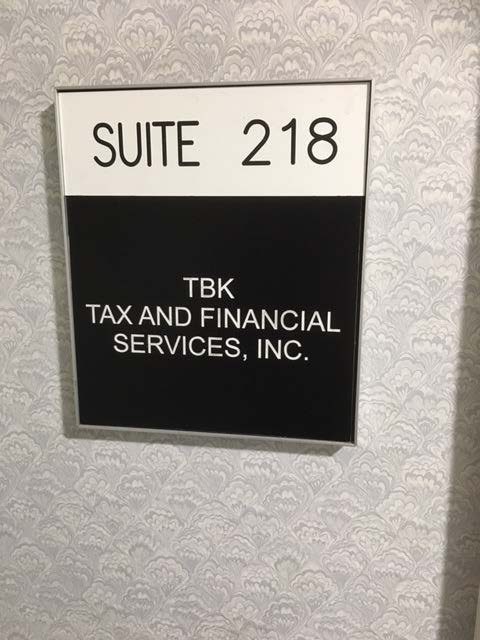 SUITE 218
TBK
TAX AND FINANCIAL
SERVICES, INC.